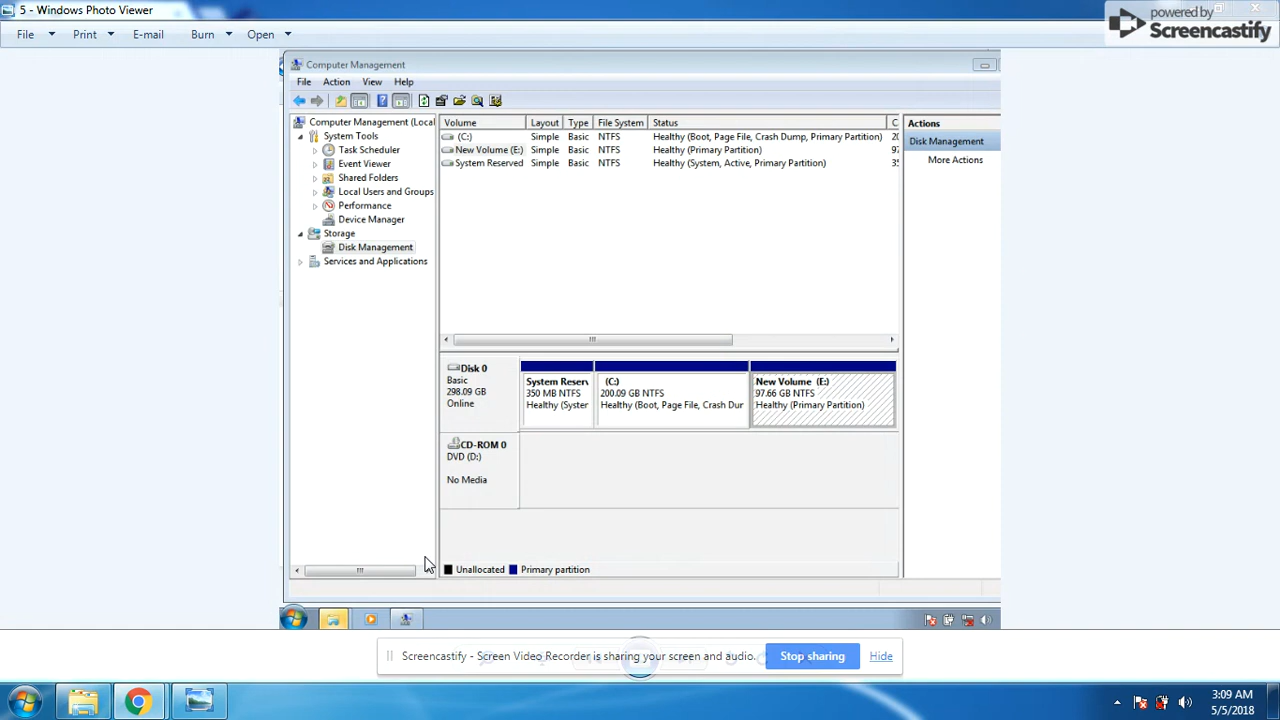 5 - Windows Photo Viewer
powered by
Screencastify
File Print E-mail Burn Open
Computer Management
File Action View Help
Computer Management (Local
System Tools
Task Scheduler
Event Viewer
Shared Folders
Local Users and Groups
Performance
Device Manager
Storage
Disk Management
Services and Applications
Volume Layout Type File System Status C
(C:) Simple Basic NTFS Healthy (Boot, Page File, Crash Dump, Primary Partition) 20
New Volume (E:) Simple Basic NTFS Healthy (Primary Partition) 97
System Reserved Simple Basic NTFS Healthy (System, Active, Primary Partition) 35
Actions
Disk Management
More Actions
Disk 0
Basic
298.09 GB
Online
System Reserv
350 MB NTFS
Healthy (System
(C:)
200.09 GB NTFS
Healthy (Boot, Page File, Crash Dur
New Volume (E:)
97.66 GB NTFS
Healthy (Primary Partition)
CD-ROM 0
DVD (D:)
No Media
Unallocated Primary partition
Screencastify - Screen Video Recorder is sharing your screen and audio. Stop sharing Hide
3:09 AM
5/5/2018